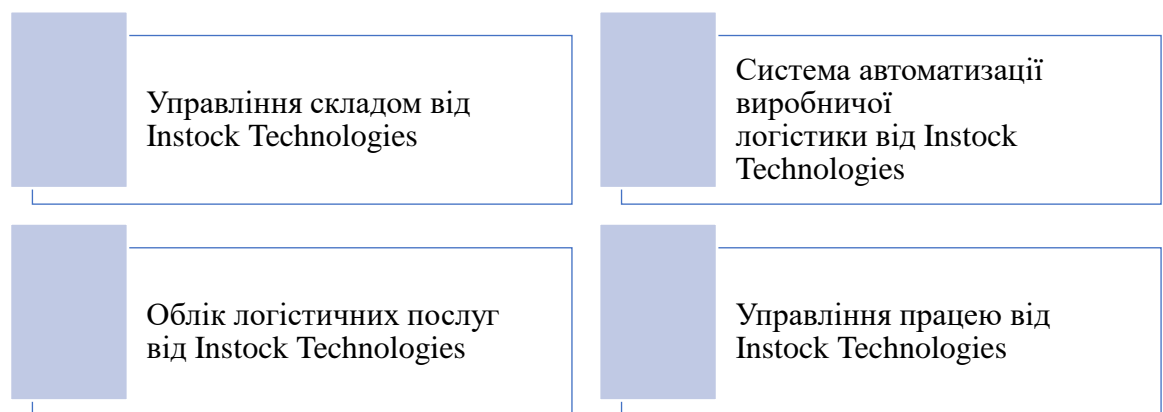 Управління складом від
Instock Technologies
Система автоматизації
виробничої
логістики від Instock
Technologies
Облік логістичних послуг
від Instock Technologies
Управління працею від
Instock Technologies